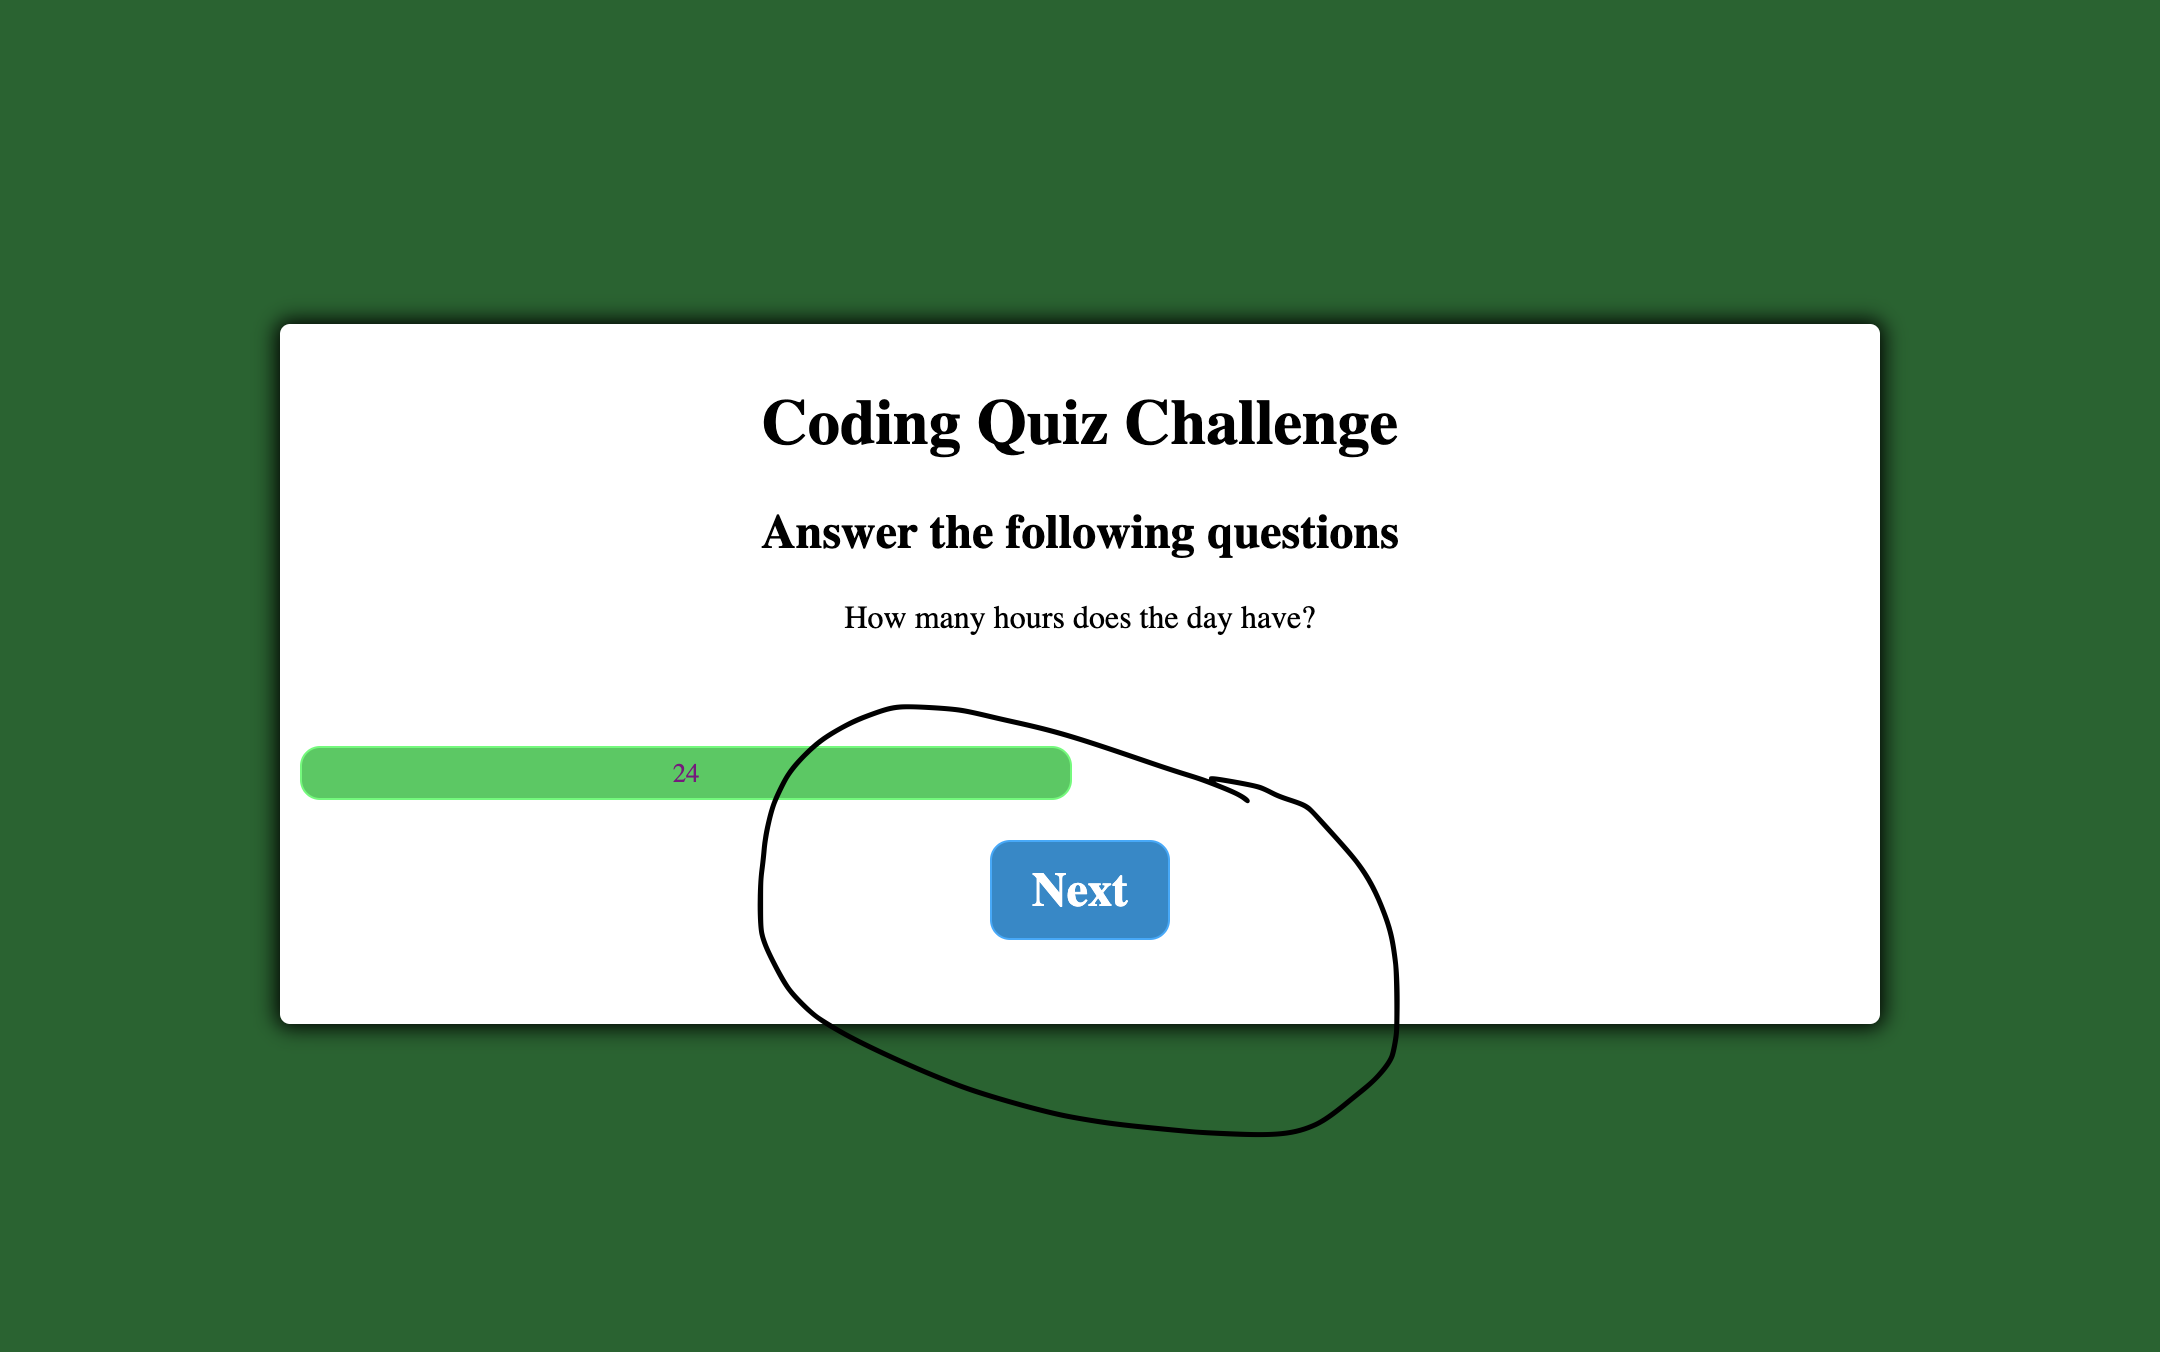 Coding Quiz Challenge
Answer the following questions
How many hours does the day have?
24
Next